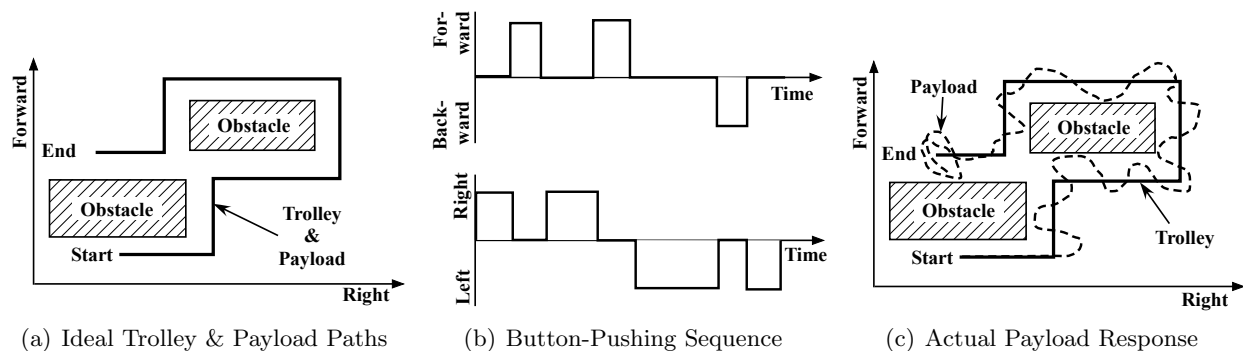 Forward
Obstacle
End
Obstacle
Trolley
&
Payload
Start
Right
(a) Ideal Trolley & Payload Paths
For-
ward
Back-
ward
Time
Right
Left
Time
(b) Button-Pushing Sequence
Forward
Payload
Obstacle
End
Obstacle
Trolley
Start
Right
(c) Actual Payload Response